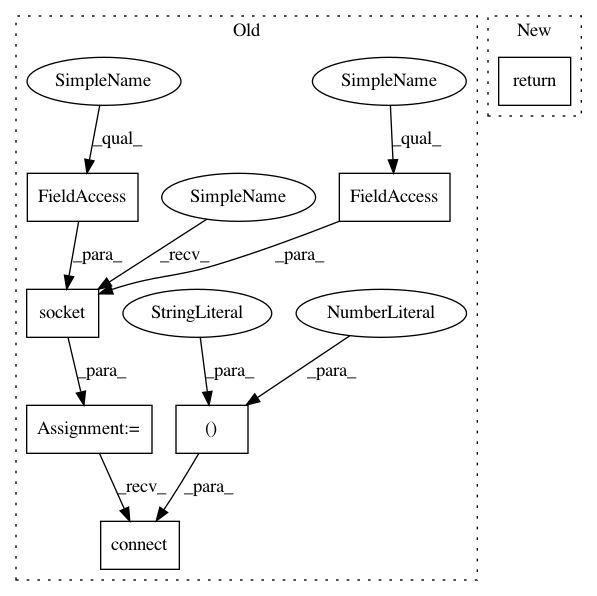 Old
New
SimpleName
SimpleName
return
_qual_
_qual_
FieldAccess
SimpleName
FieldAccess
_para_
_recv_
_para_
socket
StringLiteral
NumberLiteral
_para_
_para_
_para_
Assignment:=
()
_recv_
_para_
connect